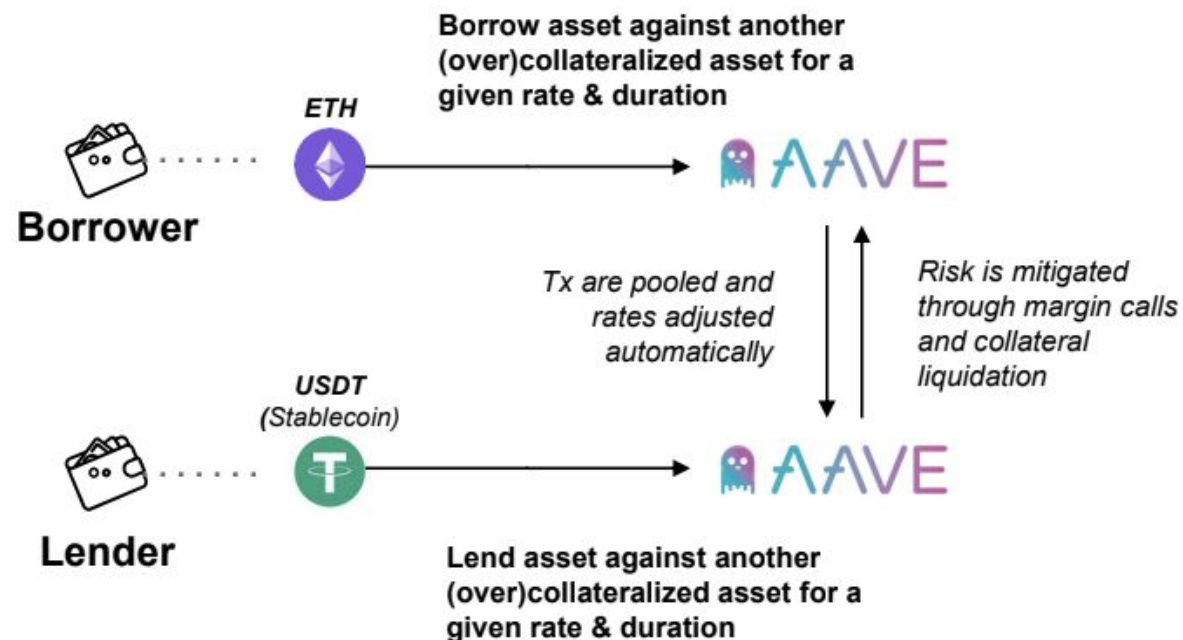 Borrow asset against another
(over)collateralized asset for a
given rate & duration
ETH
AAVE
Borrower
Tx are pooled and
rates adjusted
automatically
Risk is mitigated
through margin calls
and collateral
liquidation
USDT
(Stablecoin)
AAVE
Lender
Lend asset against another
(over)collateralized asset for a
given rate & duration